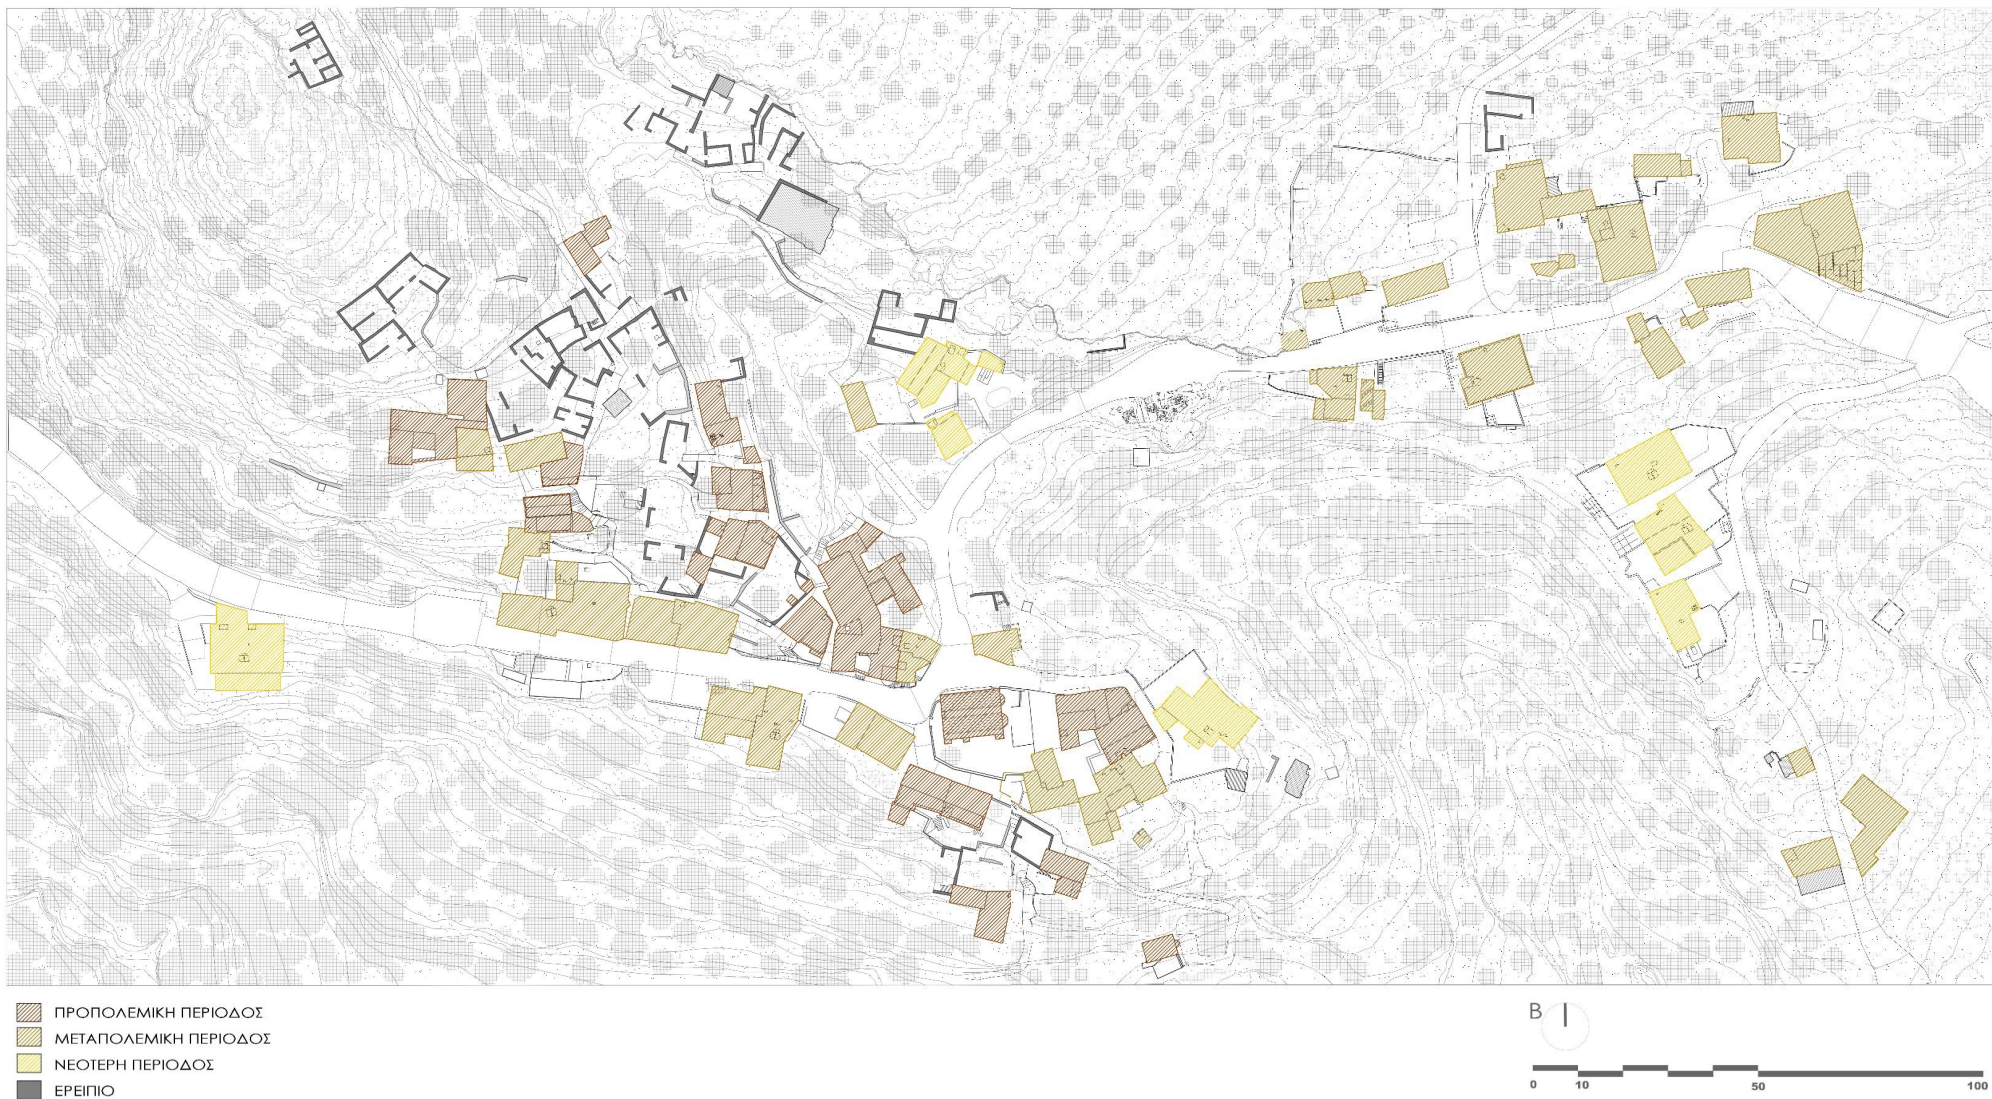 ΠΡΟΠΟΛΕΜΙΚΗ ΠΕΡΙΟΔΟΣ
ΜΕΤΑΠΟΛΕΜΙΚΗ ΠΕΡΙΟΔΟΣ
ΝΕΟΤΕΡΗ ΠΕΡΙΟΔΟΣ
ΕΡΕΙΠΙΟ
Β
0 10 50 100